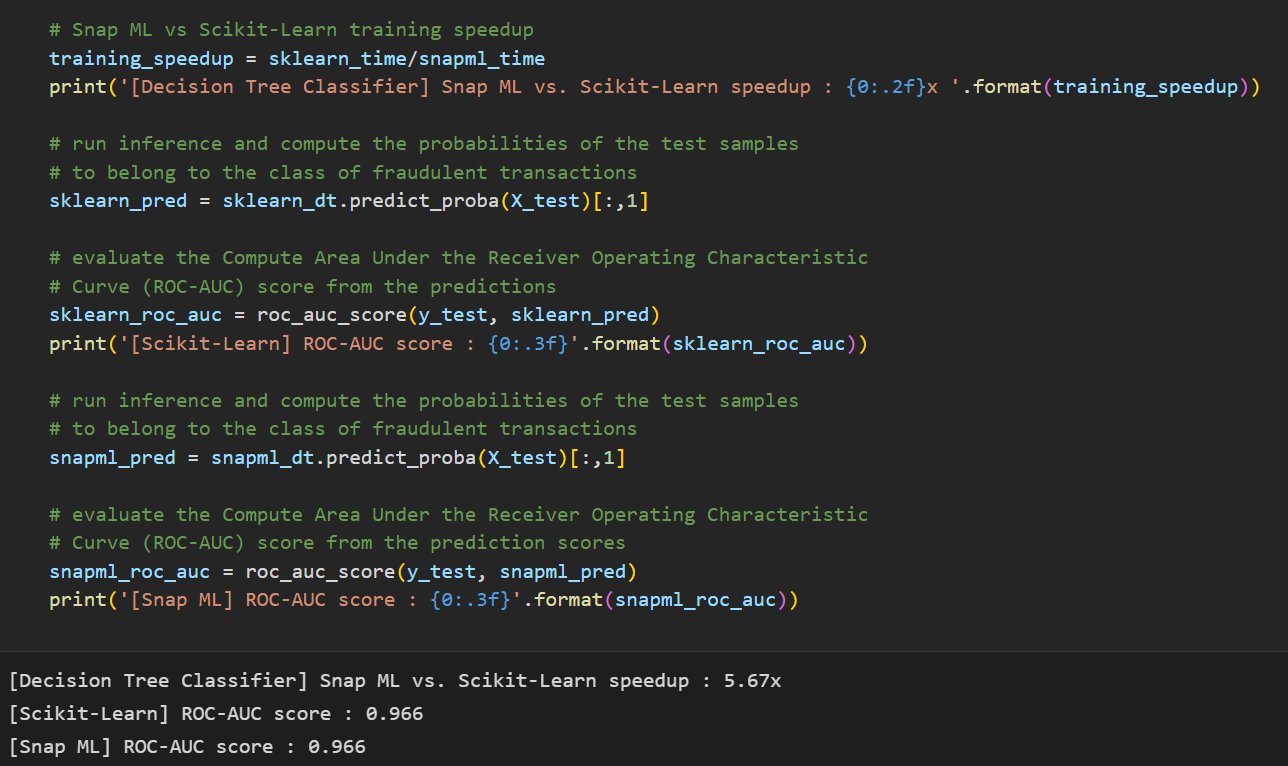 # Snap ML vs Scikit-Learn training speedup
training_speedup = sklearn_time/snapml_time
print('[Decision Tree Classifier] Snap ML vs. Scikit-Learn speedup : {0:.2f}x '.format(training_speedup))
# run inference and compute the probabilities of the test samples
# to belong to the class of fraudulent transactions
sklearn_pred = sklearn_dt.predict_proba(X_test)[:,1]
# evaluate the Compute Area Under the Receiver Operating Characteristic
# Curve (ROC-AUC) score from the predictions
sklearn_roc_auc = roc_auc_score(y_test, sklearn_pred)
print('[Scikit-Learn] ROC-AUC score : {0:.3f}'.format(sklearn_roc_auc))
# run inference and compute the probabilities of the test samples
# to belong to the class of fraudulent transactions
snapml_pred = snapml_dt.predict_proba(X_test)[:,1]
# evaluate the Compute Area Under the Receiver Operating Characteristic
# Curve (ROC-AUC) score from the prediction scores
snapml_roc_auc = roc_auc_score(y_test, snapml_pred)
print('[Snap ML] ROC-AUC score : {0:.3f}'.format(snapml_roc_auc))
[Decision Tree Classifier] Snap ML vs. Scikit-Learn speedup : 5.67x
[Scikit-Learn] ROC-AUC score : 0.966
[Snap ML] ROC-AUC score : 0.966